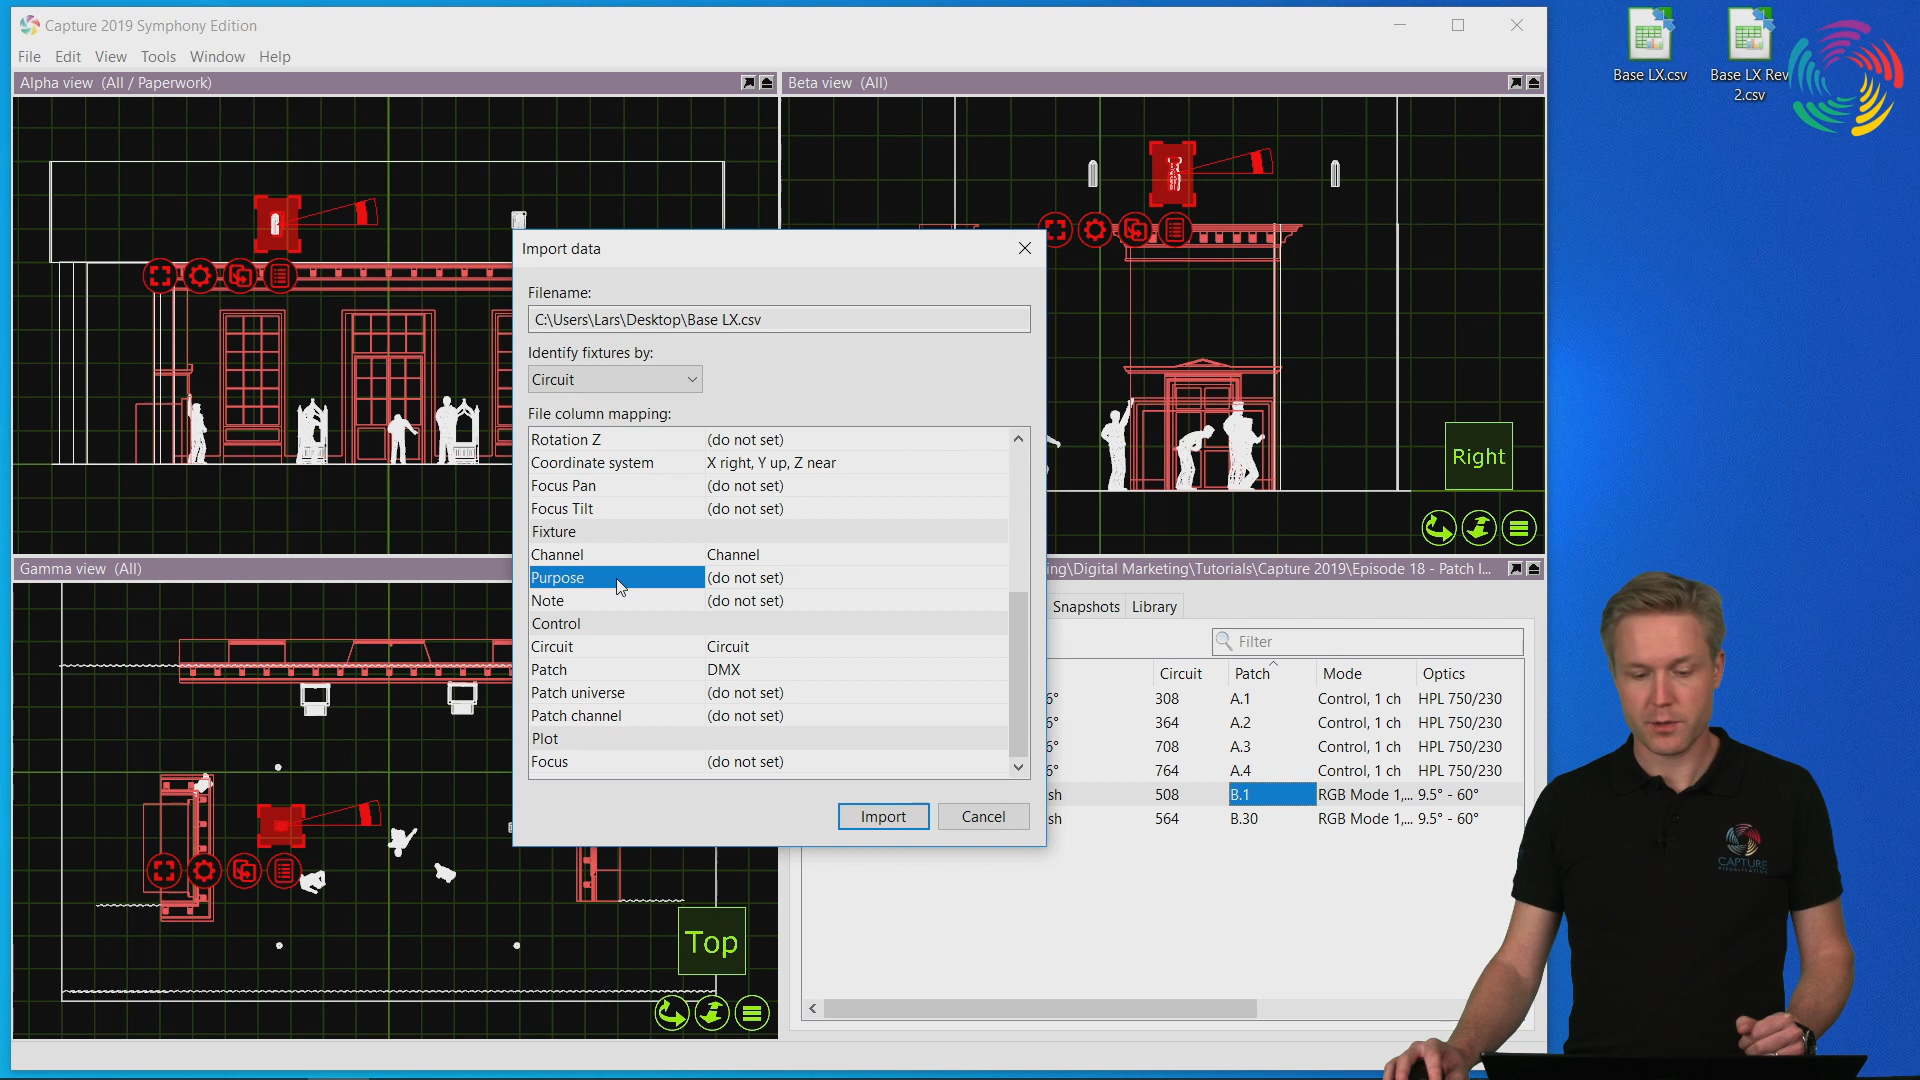 Capture 2019 Symphony Edition
File Edit View Tools Window Help
Alpha view (All / Paperwork)
Beta view (All)
Base LX.csv
Base LX Rev
2.csv
Right
Import data
Filename:
C:\Users\Lars\Desktop\Base LX.csv
Identify fixtures by:
Circuit
File column mapping:
Rotation Z (do not set)
Coordinate system X right, Y up, Z near
Focus Pan (do not set)
Focus Tilt (do not set)
Fixture
Channel Channel
Purpose (do not set)
Note (do not set)
Control
Circuit Circuit
Patch DMX
Patch universe (do not set)
Patch channel (do not set)
Plot
Focus (do not set)
Import Cancel
Gamma view (All)
Top
ing\Digital Marketing\Tutorials\Capture 2019\Episode 18 - Patch I...
Snapshots Library
Filter
Circuit Patch Mode Optics
6° 308 A.1 Control, 1 ch HPL 750/230
6° 364 A.2 Control, 1 ch HPL 750/230
6° 708 A.3 Control, 1 ch HPL 750/230
6° 764 A.4 Control, 1 ch HPL 750/230
sh 508 B.1 RGB Mode 1,... 9.5° - 60°
sh 564 B.30 RGB Mode 1,... 9.5° - 60°
CAPTURE